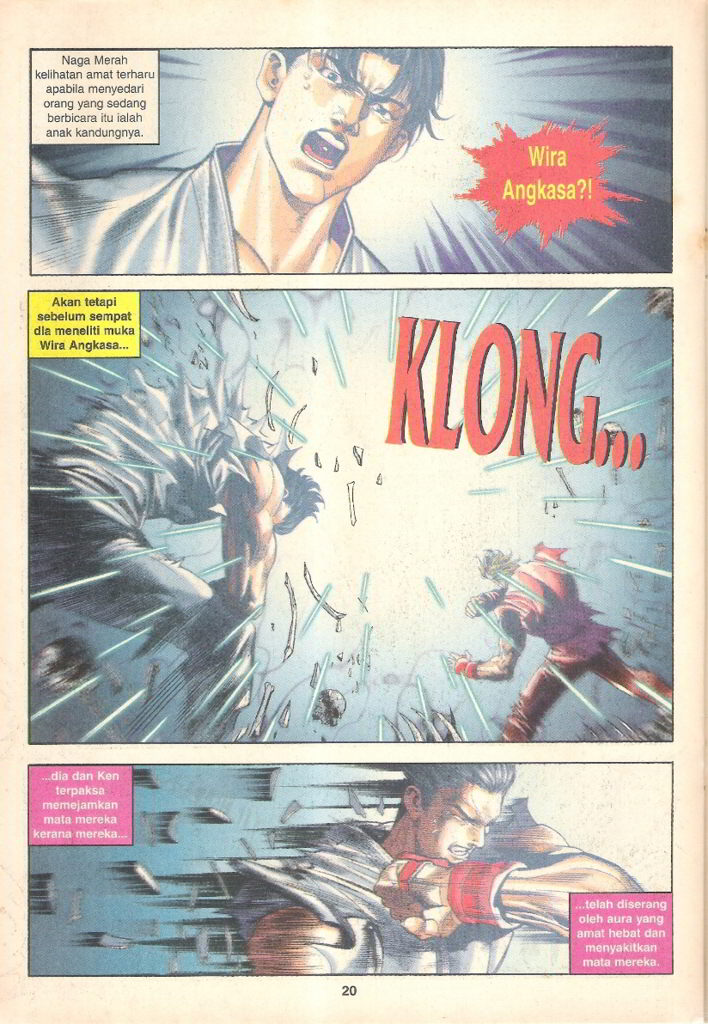 Naga Merah
kelihatan amat terharu
apabila menyedari
orang yang sedang
berbicara itu ialah
anak kandungnya.
Wira
Angkasa?!
Akan tetapi
sebelum sempat
dia meneliti muka
Wira Angkasa...
KLONG...
...dia dan Ken
terpaksa
memejamkan
mata mereka
kerana mereka...
...telah diserang
oleh aura yang
amat hebat dan
menyakitkan
mata mereka.
20